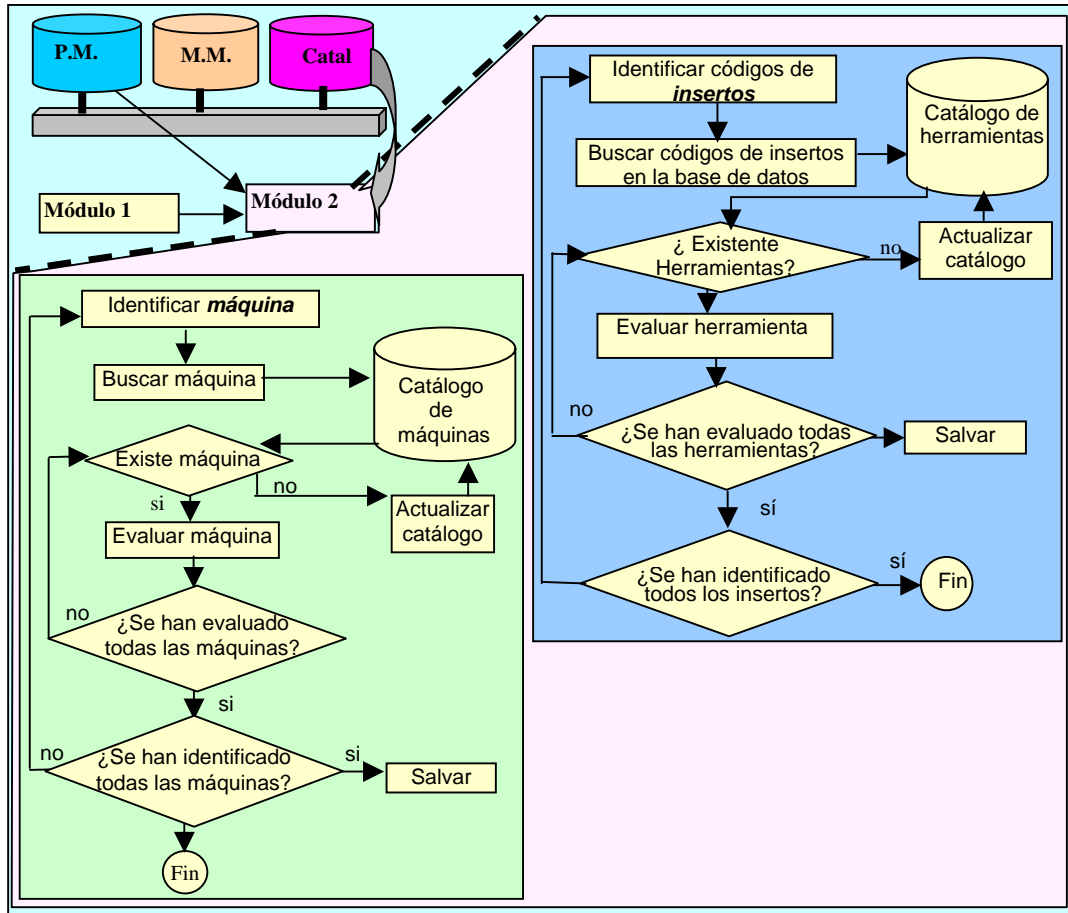 P.M.
M.M.
Catal
Módulo 1
Módulo 2
Identificar máquina
Buscar máquina
Catálogo
de
máquinas
Existe máquina
no
si
Actualizar
catálogo
Evaluar máquina
no
¿Se han evaluado
todas las máquinas?
si
no
¿Se han identificado
todas las máquinas?
si
Salvar
Fin
Identificar códigos de
insertos
Catálogo de
herramientas
Buscar códigos de insertos
en la base de datos
¿ Existente
Herramientas?
no
Actualizar
catálogo
Evaluar herramienta
no
¿Se han evaluado todas
las herramientas?
Salvar
sí
¿Se han identificado
todos los insertos?
sí
Fin